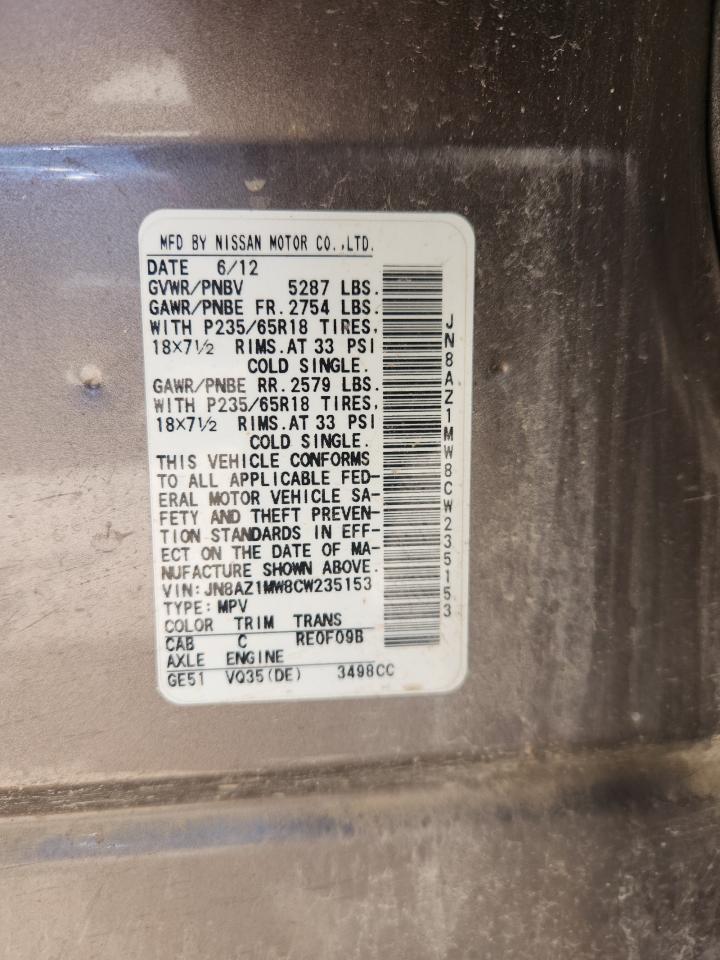 MFD BY NISSAN MOTOR CO.,LTD.
DATE 6/12
GVWR/PNBV 5287 LBS.
GAWR/PNBE FR. 2754 LBS.
WITH P235/65R18 TIRES,
18×7½ RIMS.AT 33 PSI
COLD SINGLE.
GAWR/PNBE RR. 2579 LBS.
WITH P235/65R18 TIRES,
18×7½ RIMS.AT 33 PSI
COLD SINGLE.
THIS VEHICLE CONFORMS
TO ALL APPLICABLE FED-
ERAL MOTOR VEHICLE SA-
FETY AND THEFT PREVEN-
TION STANDARDS IN EFF-
ECT ON THE DATE OF MA-
NUFACTURE SHOWN ABOVE.
VIN: JN8AZ1MW8CW235153
TYPE: MPV
COLOR TRIM TRANS
CAB C RE0F09B
AXLE ENGINE
GE51 VQ35(DE) 3498CC
JN8AZ1MW8CW235153